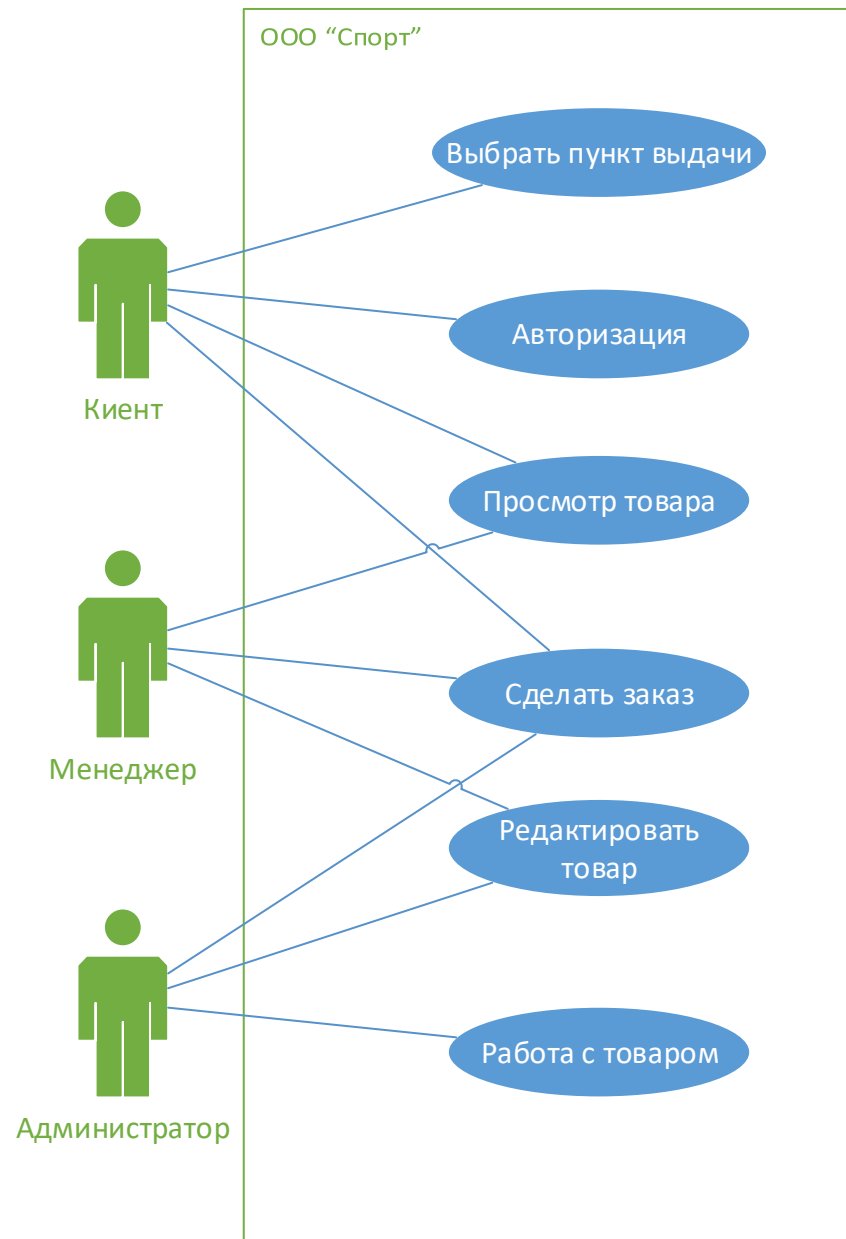 ООО “Спорт”
Выбрать пункт выдачи
Авторизация
Киент
Просмотр товара
Сделать заказ
Менеджер
Редактировать
товар
Работа с товаром
Администратор